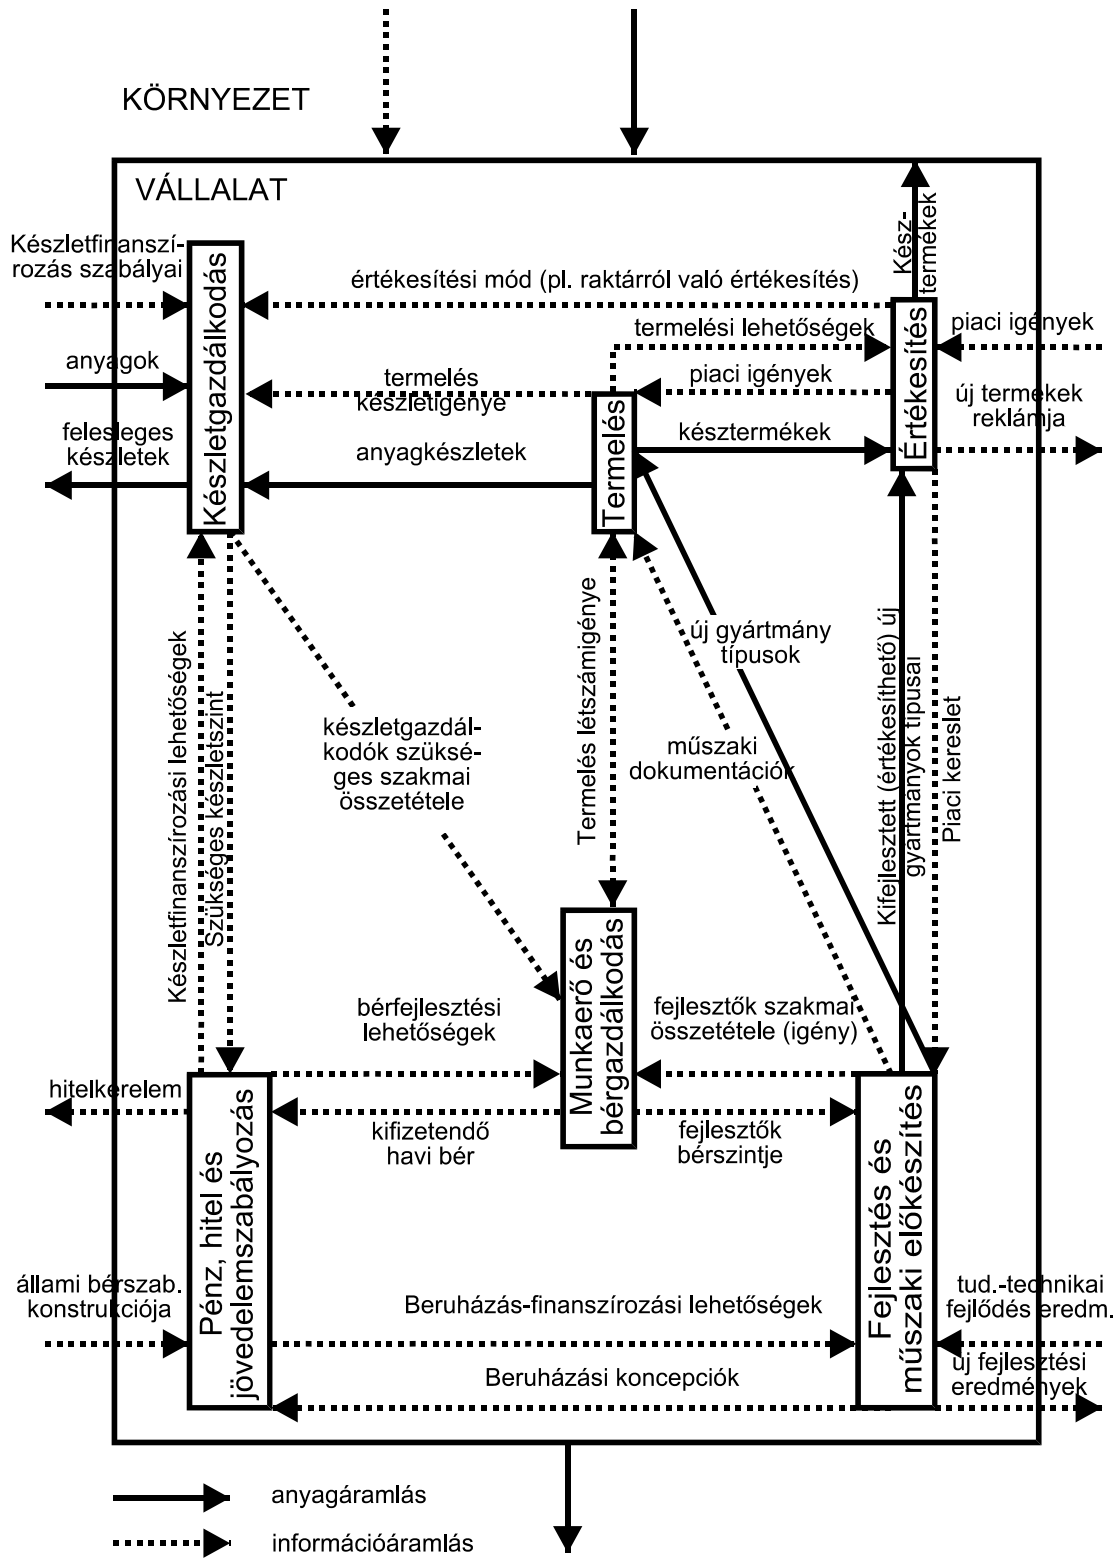 KÖRNYEZET
VÁLLALAT
Készletfinanszí-
rozás szabályai
anyagok
felesleges
készletek
Készletgazdálkodás
értékesítési mód (pl. raktárról való értékesítés)
termelési lehetőségek
piaci igények
termelés
készletigénye
anyagkészletek
Termelés
késztermékek
Kész-
termékek
Értékesítés
piaci igények
új termekek
reklámja
Készletfinanszírozási lehetőségek
Szükséges készletszint
készletgazdál-
kodók szüksé-
ges szakmai
összetétele
Termelés létszámigénye
új gyártmány
típusok
műszaki
dokumentációk
Kifejlesztett (értékesíthető) új
gyártmányok tipusai
Piaci kereslet
bérfejlesztési
lehetőségek
Munkaerő és
bérgazdálkodás
fejlesztők szakmai
összetétele (igény)
hitelkerelem
kifizetendő
havi bér
fejlesztők
bérszintje
Pénz, hitel és
jövedelemszabályozás
Fejlesztés és
műszaki előkészítés
állami bérszab.
konstrukciója
Beruházás-finanszírozási lehetőségek
tud.-technikai
fejlődés eredm.
Beruházási koncepciók
új fejlesztési
eredmények
anyagáramlás
információáramlás